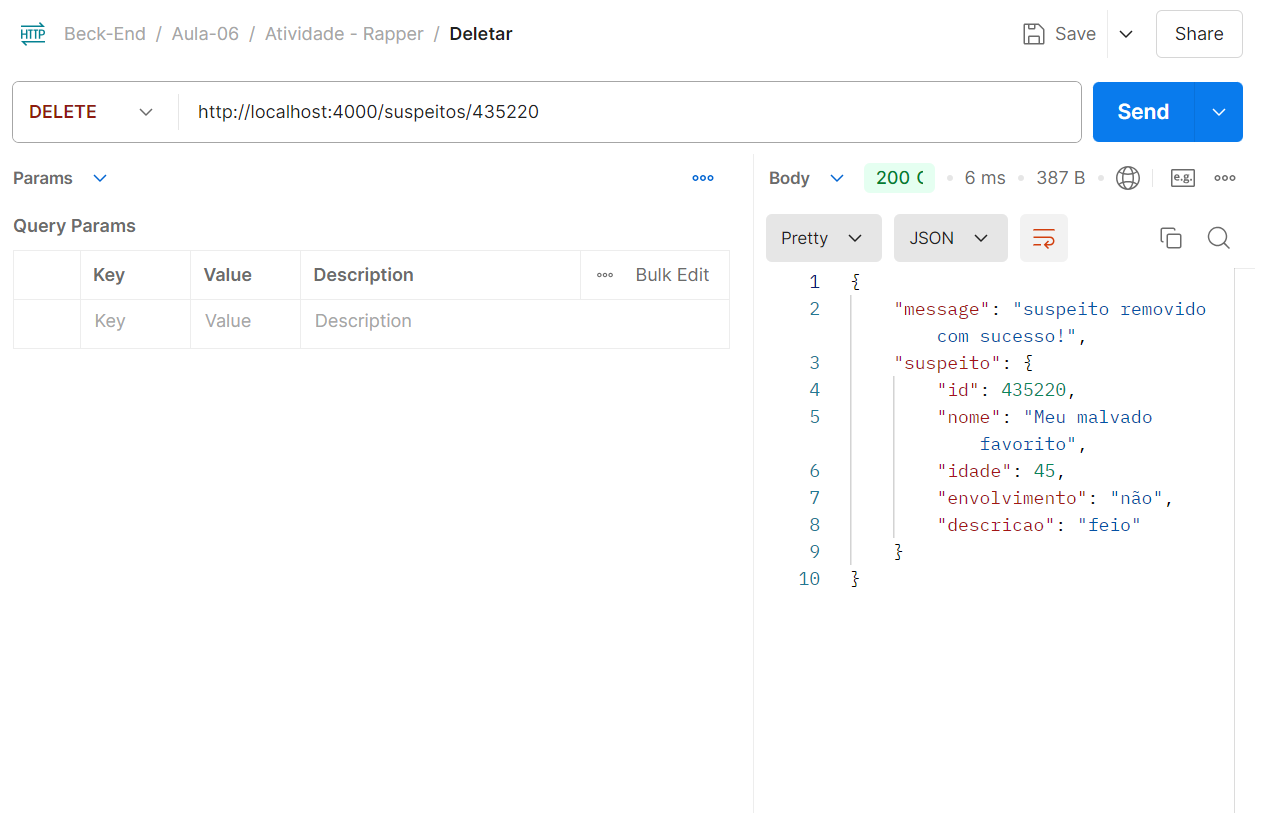 HTTP Beck-End / Aula-06 / Atividade - Rapper / Deletar Save Share
DELETE http://localhost:4000/suspeitos/435220 Send
Params
Query Params
Key Value Description Bulk Edit
Key Value Description
Body 200 6 ms 387 B e.g.
Pretty JSON
1 {
2 "message": "suspeito removido
com sucesso!",
3 "suspeito": {
4 "id": 435220,
5 "nome": "Meu malvado
favorito",
6 "idade": 45,
7 "envolvimento": "não",
8 "descricao": "feio"
9 }
10 }